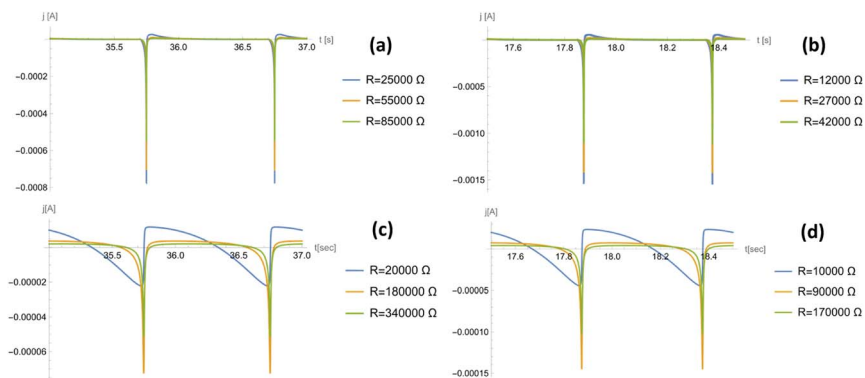 j [A]
t [s]
35.5 36.0 36.5 37.0
-0.0002
-0.0004
-0.0006
-0.0008
(a)
R=25000 Ω
R=55000 Ω
R=85000 Ω
j [A]
t [s]
17.6 17.8 18.0 18.2 18.4
-0.0005
-0.0010
-0.0015
(b)
R=12000 Ω
R=27000 Ω
R=42000 Ω
j[A]
t[sec]
35.5 36.0 36.5 37.0
-0.00002
-0.00004
-0.00006
(c)
R=20000 Ω
R=180000 Ω
R=340000 Ω
j[A]
t[sec]
17.6 17.8 18.0 18.2 18.4
-0.00005
-0.00010
-0.00015
(d)
R=10000 Ω
R=90000 Ω
R=170000 Ω